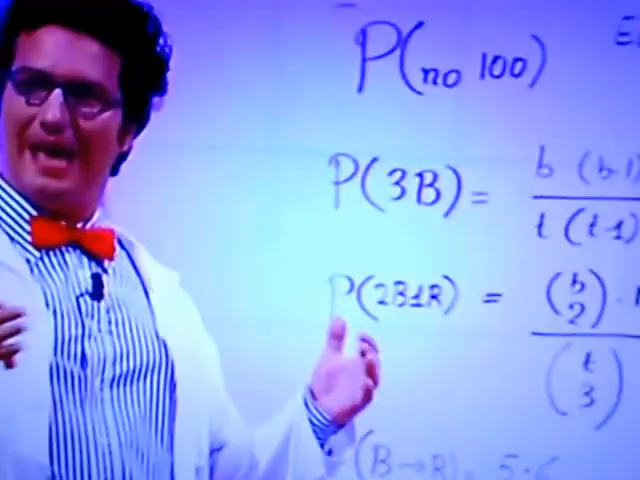 P(no 100)
P(3B) = b (b-1) / t (t-1)
P(2B1R) = (b 2) · / (t 3)
(B→R)